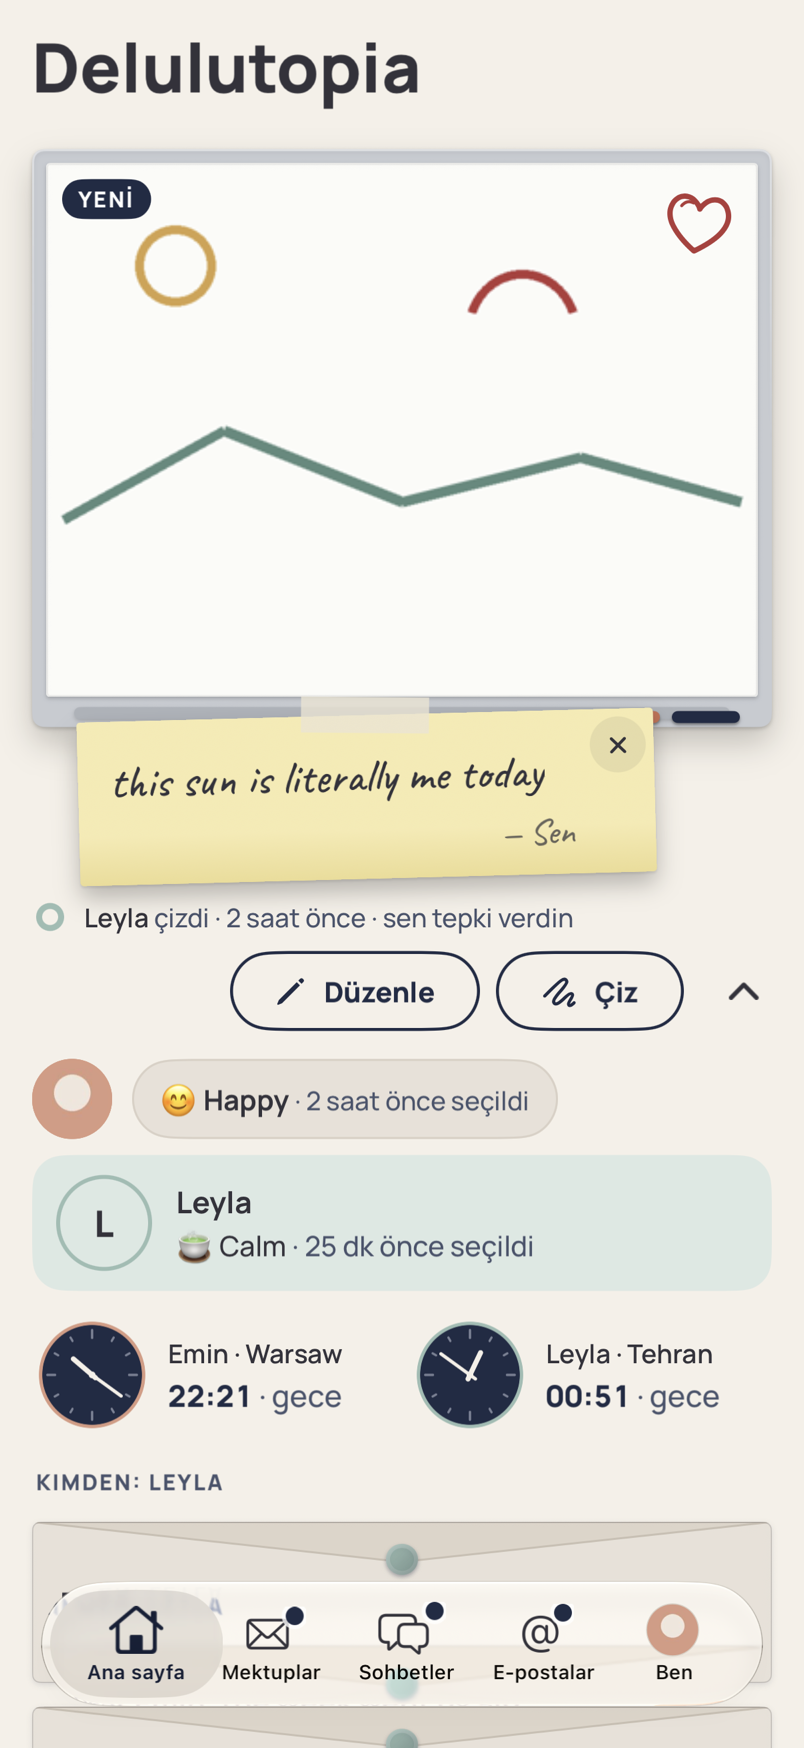 Delulutopia
YENİ
this sun is literally me today
– Sen
Leyla çizdi · 2 saat önce · sen tepki verdin
Düzenle
Çiz
😊 Happy · 2 saat önce seçildi
L
Leyla
🍵 Calm · 25 dk önce seçildi
Emin · Warsaw
22:21 · gece
Leyla · Tehran
00:51 · gece
KIMDEN: LEYLA
Ana sayfa
Mektuplar
Sohbetler
E-postalar
Ben